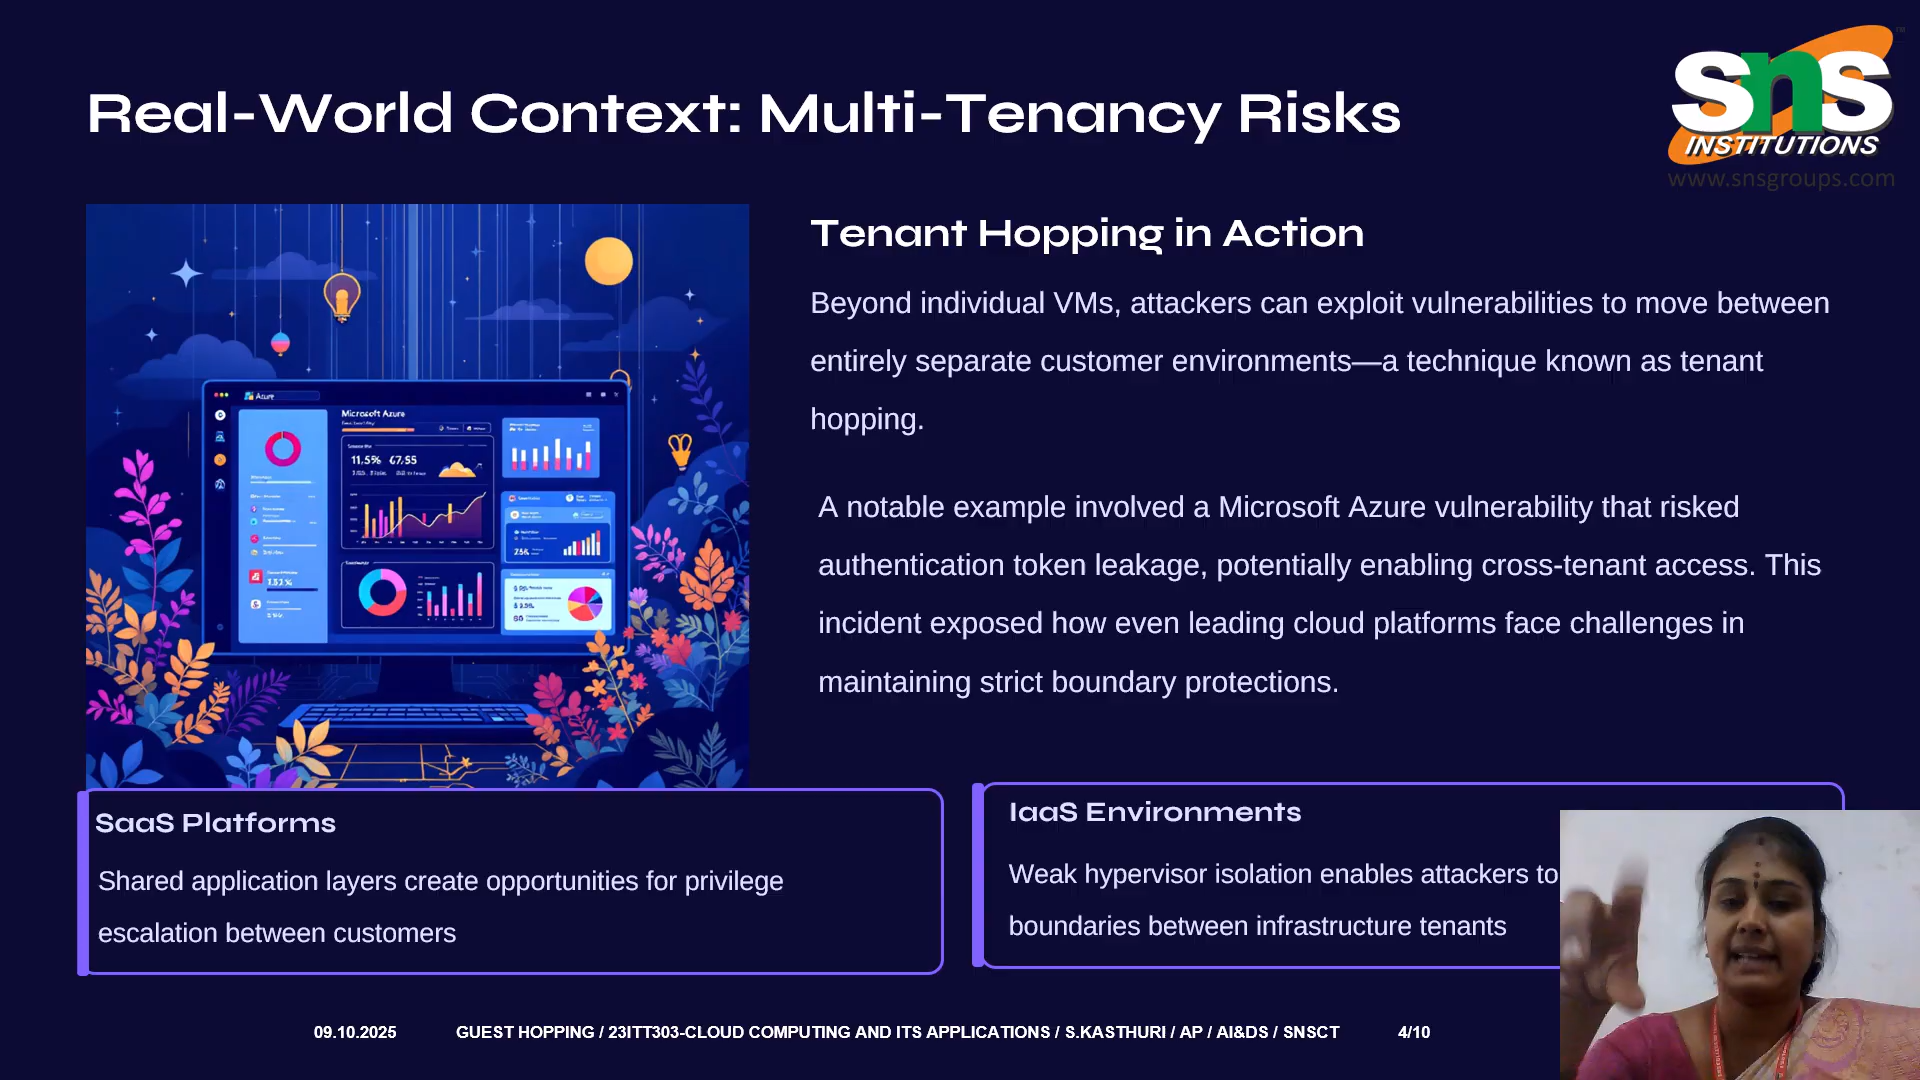 sns
INSTITUTIONS
www.snsgroups.com
Real-World Context: Multi-Tenancy Risks
Azure
Microsoft Azure
11,5%
Tenant Hopping in Action
Beyond individual VMs, attackers can exploit vulnerabilities to move between
entirely separate customer environments—a technique known as tenant
hopping.
A notable example involved a Microsoft Azure vulnerability that risked
authentication token leakage, potentially enabling cross-tenant access. This
incident exposed how even leading cloud platforms face challenges in
maintaining strict boundary protections.
SaaS Platforms
Shared application layers create opportunities for privilege
escalation between customers
IaaS Environments
Weak hypervisor isolation enables attackers to
boundaries between infrastructure tenants
09.10.2025 GUEST HOPPING / 23ITT303-CLOUD COMPUTING AND ITS APPLICATIONS / S.KASTHURI / AP / AI&DS / SNSCT 4/10